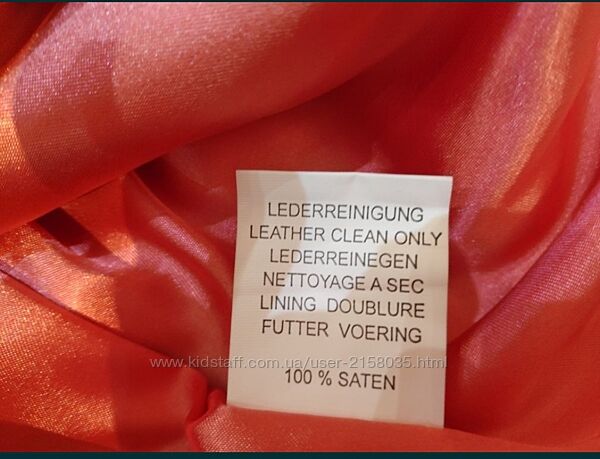 LEDERREINIGUNG
LEATHER CLEAN ONLY
LEDERREINEGEN
NETTOYAGE A SEC
LINING DOUBLURE
FUTTER VOERING
www.kidstaff.com.ua/user-2158035.html
100 % SATEN